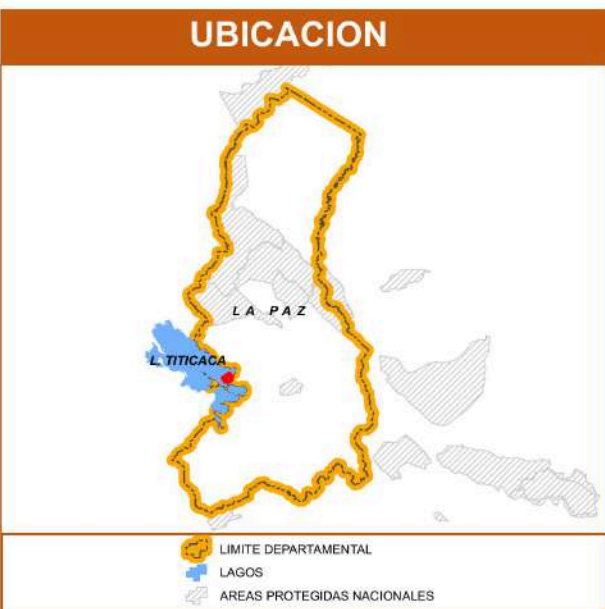 UBICACION
LA PAZ
L. TITICACA
LIMITE DEPARTAMENTAL
LAGOS
AREAS PROTEGIDAS NACIONALES